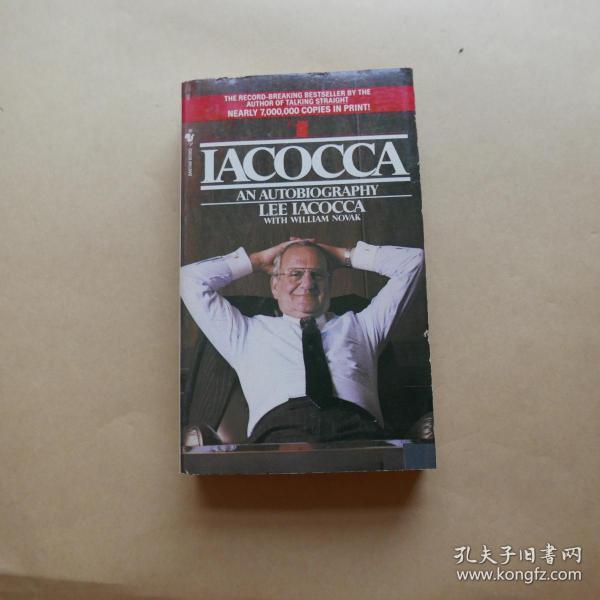 THE RECORD-BREAKING BESTSELLER BY THE
AUTHOR OF TALKING STRAIGHT
NEARLY 7,000,000 COPIES IN PRINT!
IACOCCA
AN AUTOBIOGRAPHY
LEE IACOCCA
WITH WILLIAM NOVAK
孔夫子旧书网
www.kongfz.com